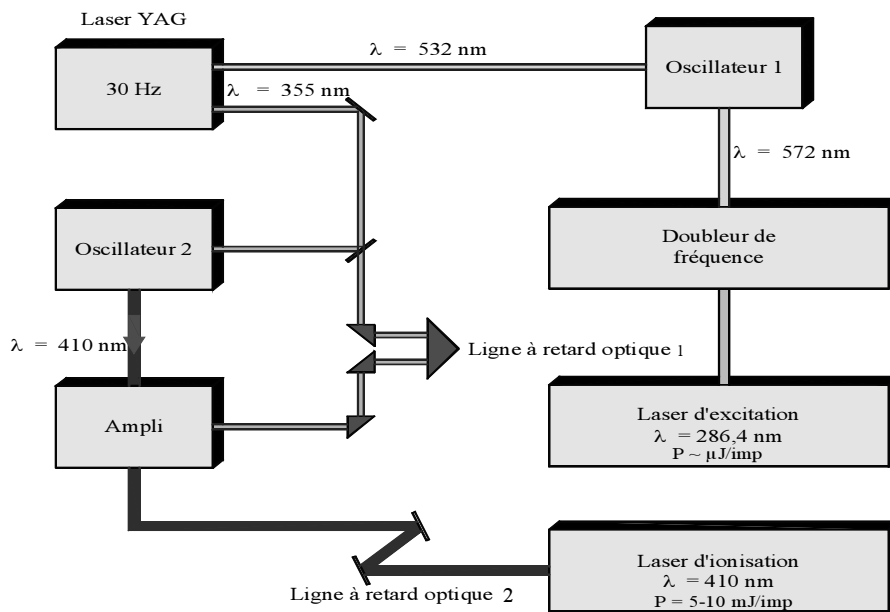 Laser YAG
30 Hz
λ = 532 nm
λ = 355 nm
Oscillateur 1
λ = 572 nm
Oscillateur 2
Doubleur de
fréquence
λ = 410 nm
Ligne à retard optique 1
Ampli
Laser d'excitation
λ = 286,4 nm
P ~ µJ/imp
Laser d'ionisation
λ = 410 nm
P = 5-10 mJ/imp
Ligne à retard optique 2